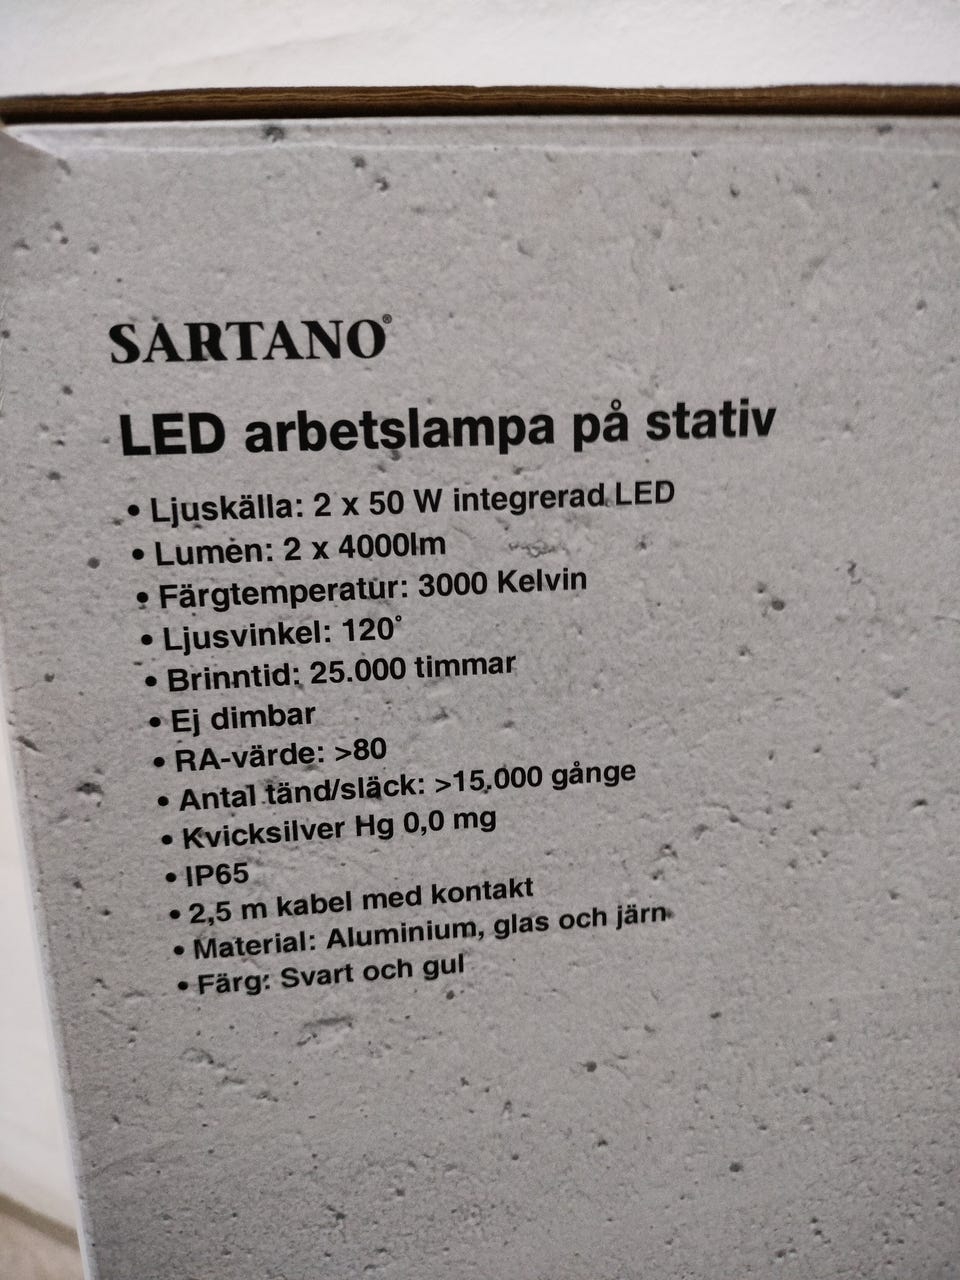 SARTANO®
LED arbetslampa på stativ
• Ljuskälla: 2 x 50 W integrerad LED
• Lumen: 2 x 4000lm
• Färgtemperatur: 3000 Kelvin
• Ljusvinkel: 120°
• Brinntid: 25.000 timmar
• Ej dimbar
• RA-värde: >80
• Antal tänd/släck: >15.000 gånge
• Kvicksilver Hg 0,0 mg
• IP65
• 2,5 m kabel med kontakt
• Material: Aluminium, glas och järn
• Färg: Svart och gul